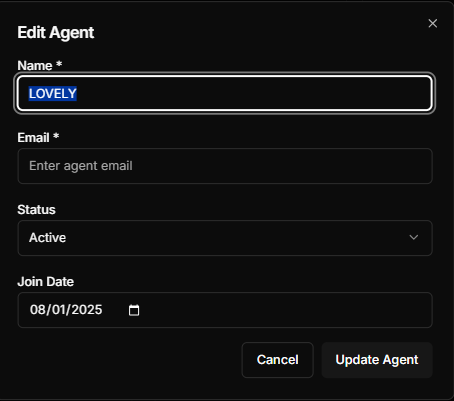 Edit Agent
Name *
LOVELY
Email *
Enter agent email
Status
Active
Join Date
08/01/2025
Cancel
Update Agent